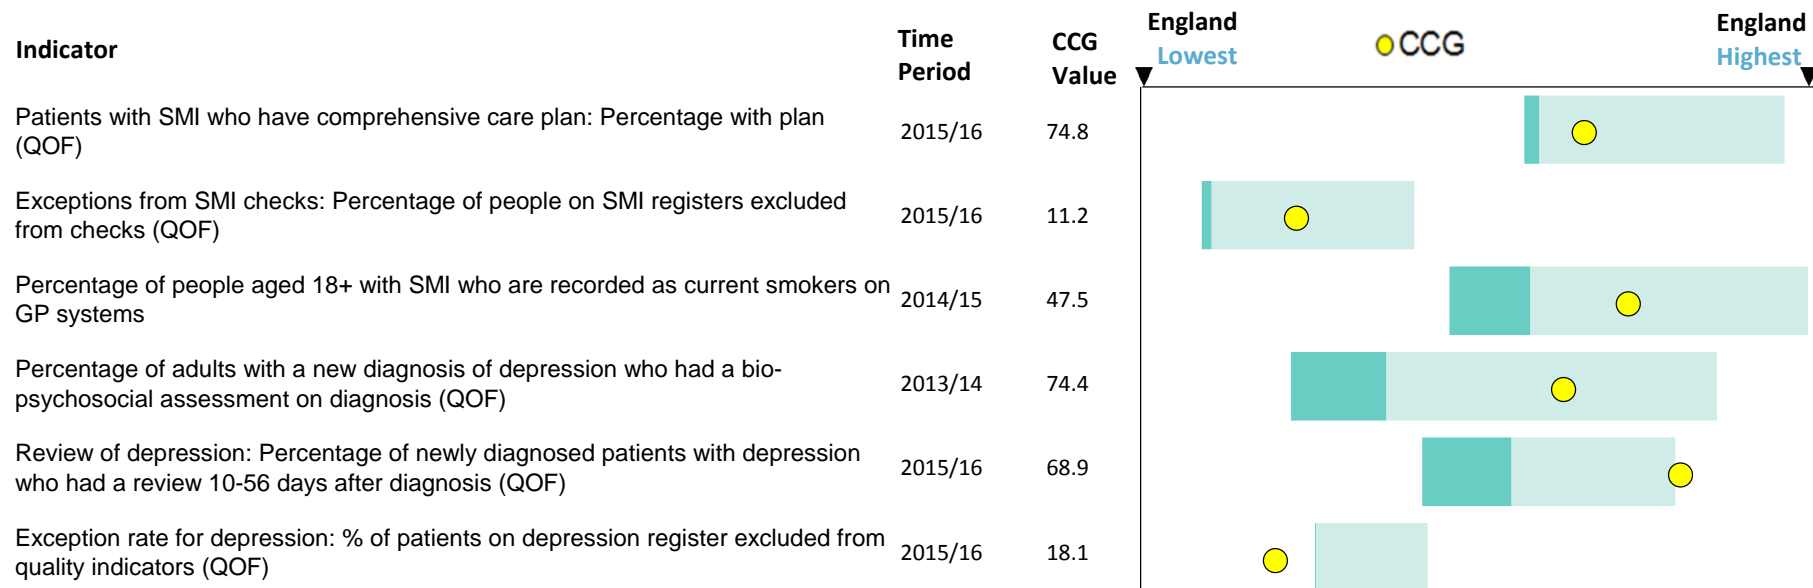 Indicator
Time
Period
CCG
Value
England
Lowest
CCG
England
Highest
Patients with SMI who have comprehensive care plan: Percentage with plan
(QOF)
2015/16
74.8
Exceptions from SMI checks: Percentage of people on SMI registers excluded
from checks (QOF)
2015/16
11.2
Percentage of people aged 18+ with SMI who are recorded as current smokers on
GP systems
2014/15
47.5
Percentage of adults with a new diagnosis of depression who had a bio-
psychosocial assessment on diagnosis (QOF)
2013/14
74.4
Review of depression: Percentage of newly diagnosed patients with depression
who had a review 10-56 days after diagnosis (QOF)
2015/16
68.9
Exception rate for depression: % of patients on depression register excluded from
quality indicators (QOF)
2015/16
18.1